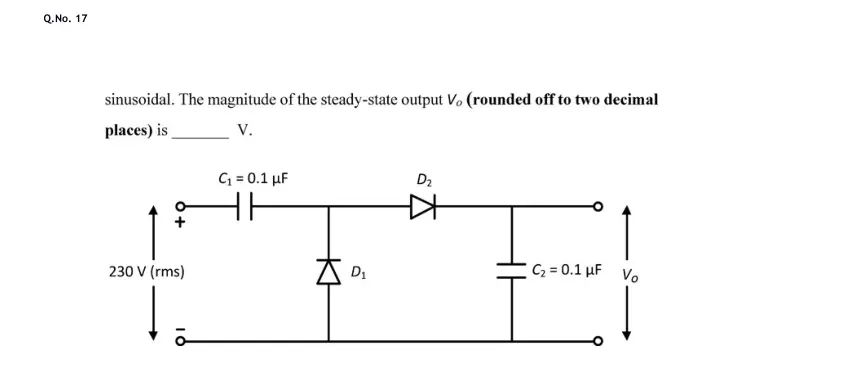 Q.No. 17
sinusoidal. The magnitude of the steady-state output Vₒ (rounded off to two decimal
places) is _______ V.
C₁ = 0.1 µF
D₂
+
230 V (rms)
D₁
C₂ = 0.1 µF
Vₒ
–